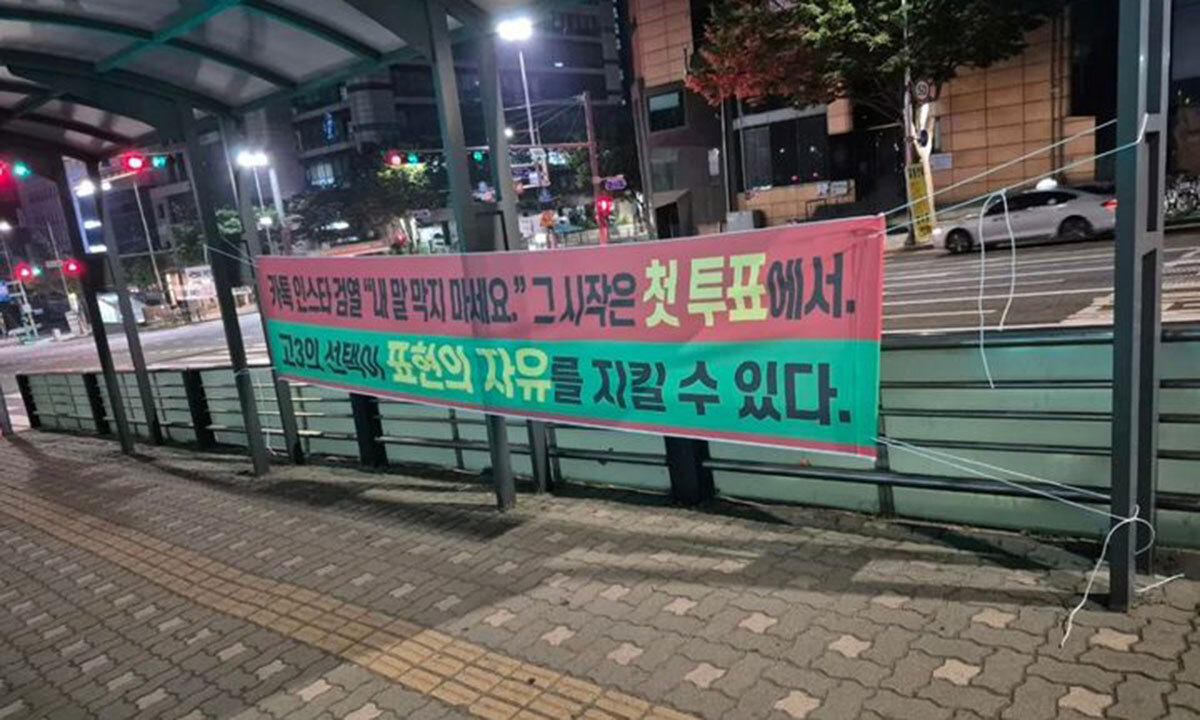 카톡 인스타 검열 “내 말 막지 마세요.” 그 시작은 첫 투표에서.
고3의 선택이 표현의 자유를 지킬 수 있다.